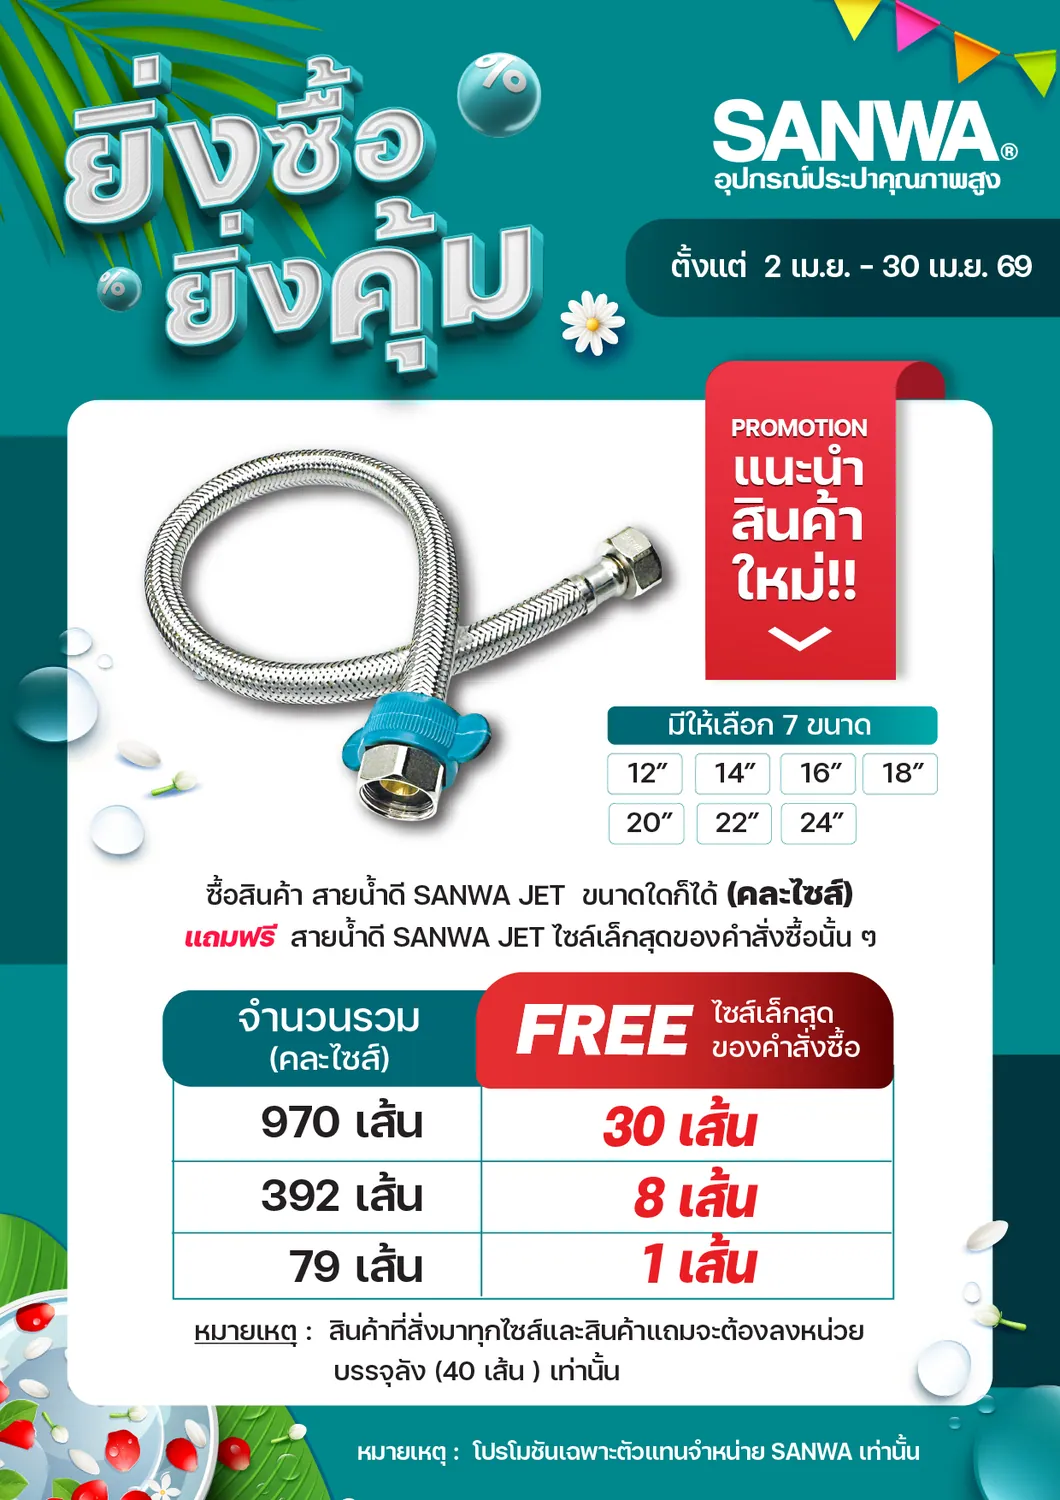 ยิ่งซื้อ
ยิ่งคุ้ม
%
%
SANWA®
อุปกรณ์ประปาคุณภาพสูง
ตั้งแต่ 2 เม.ย. - 30 เม.ย. 69
PROMOTION
แนะนำ
สินค้า
ใหม่!!
มีให้เลือก 7 ขนาด
12" 14" 16" 18"
20" 22" 24"
ซื้อสินค้า สายน้ำดี SANWA JET ขนาดใดก็ได้ (คละไซส์)
แถมฟรี สายน้ำดี SANWA JET ไซส์เล็กสุดของคำสั่งซื้อนั้น ๆ
จำนวนรวม
(คละไซส์)
FREE ไซส์เล็กสุด
ของคำสั่งซื้อ
970 เส้น 30 เส้น
392 เส้น 8 เส้น
79 เส้น 1 เส้น
หมายเหตุ : สินค้าที่สั่งมาทุกไซส์และสินค้าแถมจะต้องลงหน่วย
บรรจุลัง (40 เส้น ) เท่านั้น
หมายเหตุ : โปรโมชันเฉพาะตัวแทนจำหน่าย SANWA เท่านั้น